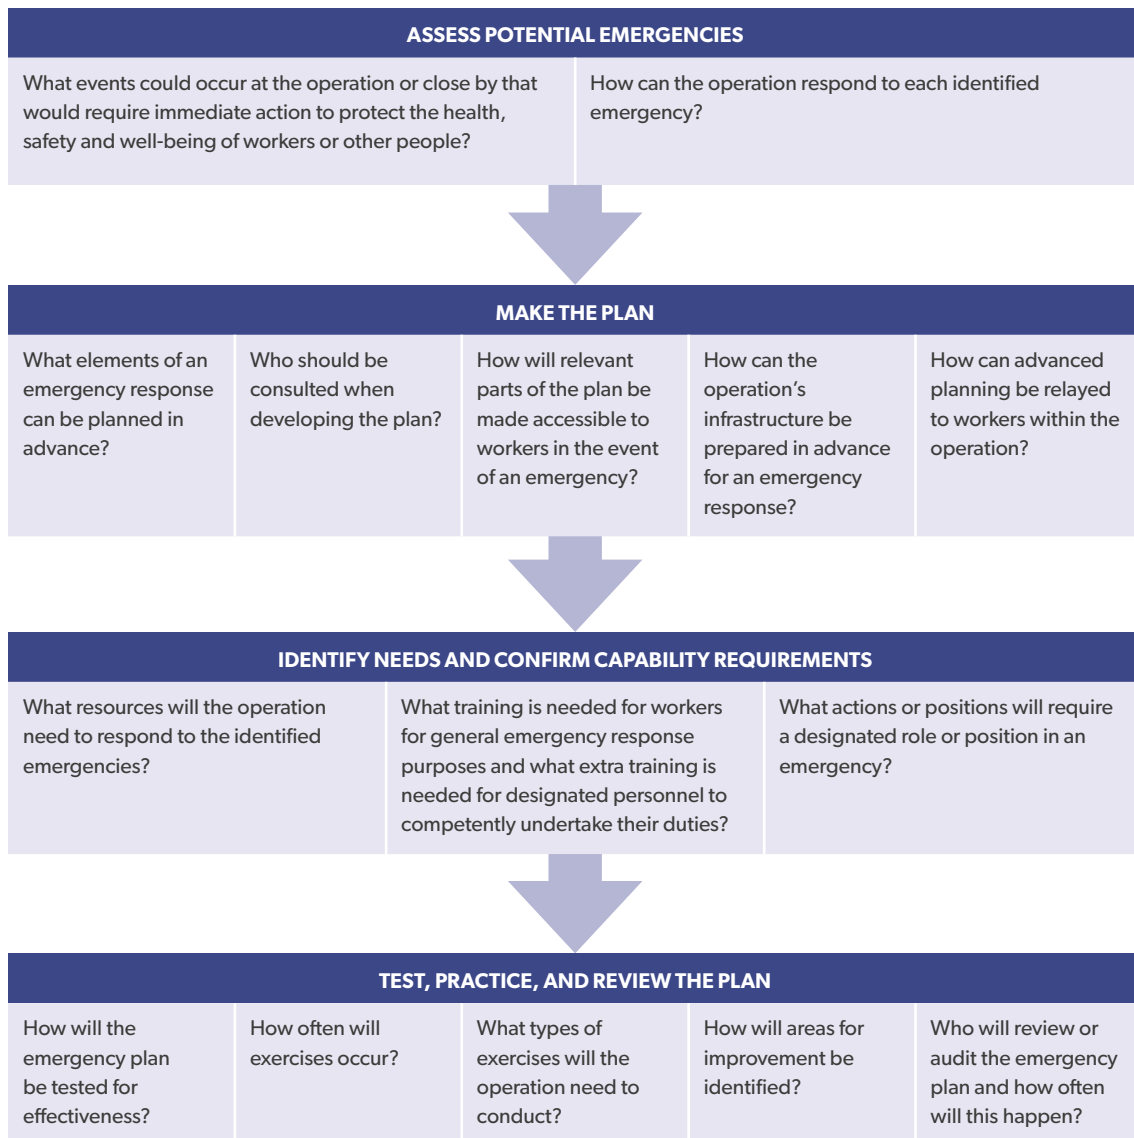 ASSESS POTENTIAL EMERGENCIES
What events could occur at the operation or close by that
would require immediate action to protect the health,
safety and well-being of workers or other people?
How can the operation respond to each identified
emergency?
MAKE THE PLAN
What elements of an
emergency response
can be planned in
advance?
Who should be
consulted when
developing the plan?
How will relevant
parts of the plan be
made accessible to
workers in the event
of an emergency?
How can the
operation’s
infrastructure be
prepared in advance
for an emergency
response?
How can advanced
planning be relayed
to workers within the
operation?
IDENTIFY NEEDS AND CONFIRM CAPABILITY REQUIREMENTS
What resources will the operation
need to respond to the identified
emergencies?
What training is needed for workers
for general emergency response
purposes and what extra training is
needed for designated personnel to
competently undertake their duties?
What actions or positions will require
a designated role or position in an
emergency?
TEST, PRACTICE, AND REVIEW THE PLAN
How will the
emergency plan
be tested for
effectiveness?
How often will
exercises occur?
What types of
exercises will the
operation need to
conduct?
How will areas for
improvement be
identified?
Who will review or
audit the emergency
plan and how often
will this happen?